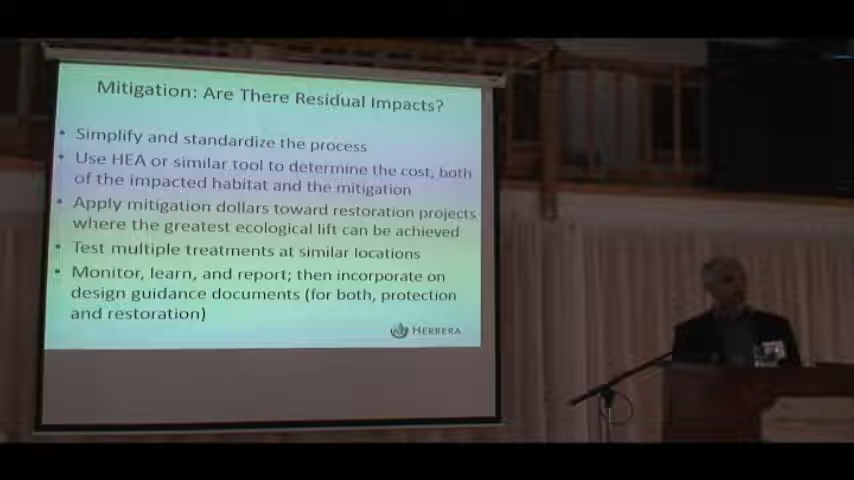 Mitigation: Are There Residual Impacts?
• Simplify and standardize the process
• Use HEA or similar tool to determine the cost, both
of the impacted habitat and the mitigation
• Apply mitigation dollars toward restoration projects
where the greatest ecological lift can be achieved
• Test multiple treatments at similar locations
• Monitor, learn, and report; then incorporate on
design guidance documents (for both, protection
and restoration)
HERRERA